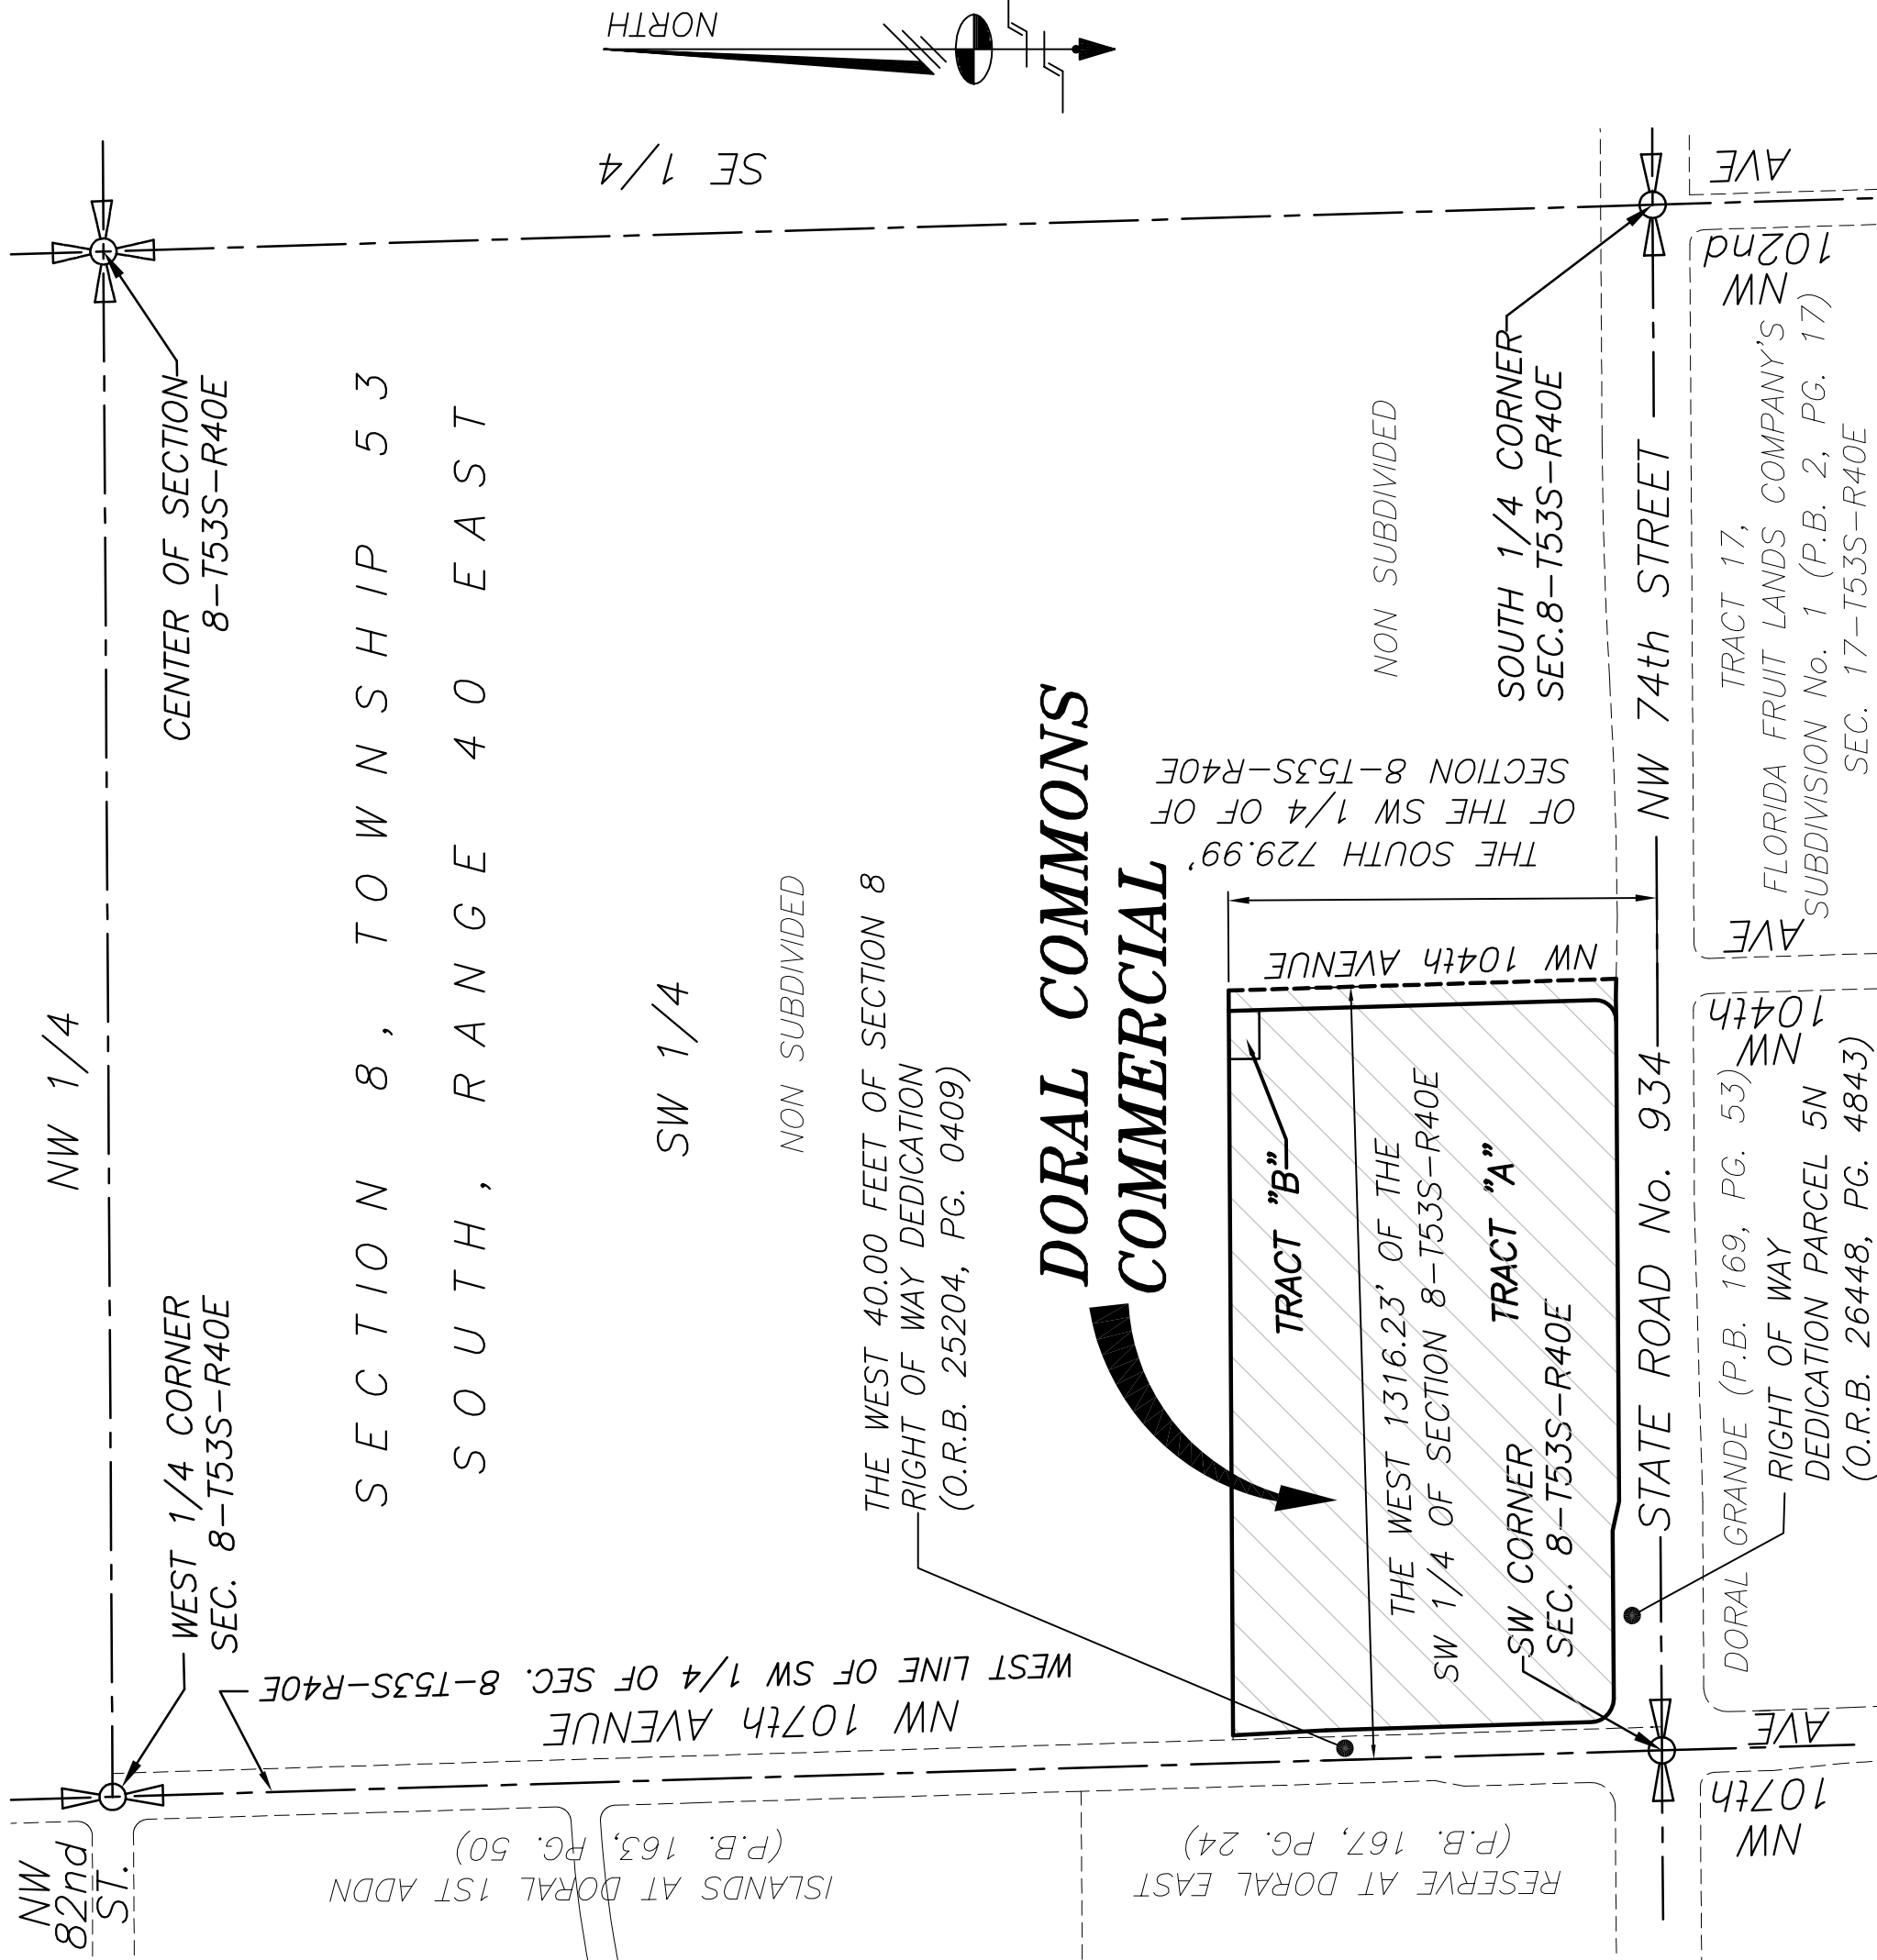 NORTH
NW 1/4
SE 1/4
CENTER OF SECTION
8-T53S-R40E
WEST 1/4 CORNER
SEC. 8-T53S-R40E
SECTION 8, TOWNSHIP 53
SOUTH, RANGE 40 EAST
SW 1/4
NON SUBDIVIDED
THE WEST 40.00 FEET OF SECTION 8
RIGHT OF WAY DEDICATION
(O.R.B. 25204, PG. 0409)
WEST LINE OF SW 1/4 OF SEC. 8-T53S-R40E
NW 107th AVENUE
NW
82nd
ST.
ISLANDS AT DORAL 1ST ADDN
(P.B. 163, PG. 50)
RESERVE AT DORAL EAST
(P.B. 167, PG. 24)
DORAL COMMONS
COMMERCIAL
THE SOUTH 729.99'
OF THE SW 1/4 OF OF
SECTION 8-T53S-R40E
NON SUBDIVIDED
SOUTH 1/4 CORNER
SEC.8-T53S-R40E
NW 104th AVENUE
TRACT "B"
THE WEST 1316.23' OF THE
SW 1/4 OF SECTION 8-T53S-R40E
TRACT "A"
SW CORNER
SEC. 8-T53S-R40E
STATE ROAD No. 934
NW 74th STREET
NW
107th
AVE
DORAL GRANDE (P.B. 169, PG. 53)
RIGHT OF WAY
DEDICATION PARCEL 5N
(O.R.B. 26448, PG. 4843)
NW
104th
AVE
TRACT 17,
FLORIDA FRUIT LANDS COMPANY'S
SUBDIVISION No. 1 (P.B. 2, PG. 17)
SEC. 17-T53S-R40E
NW
102nd
AVE